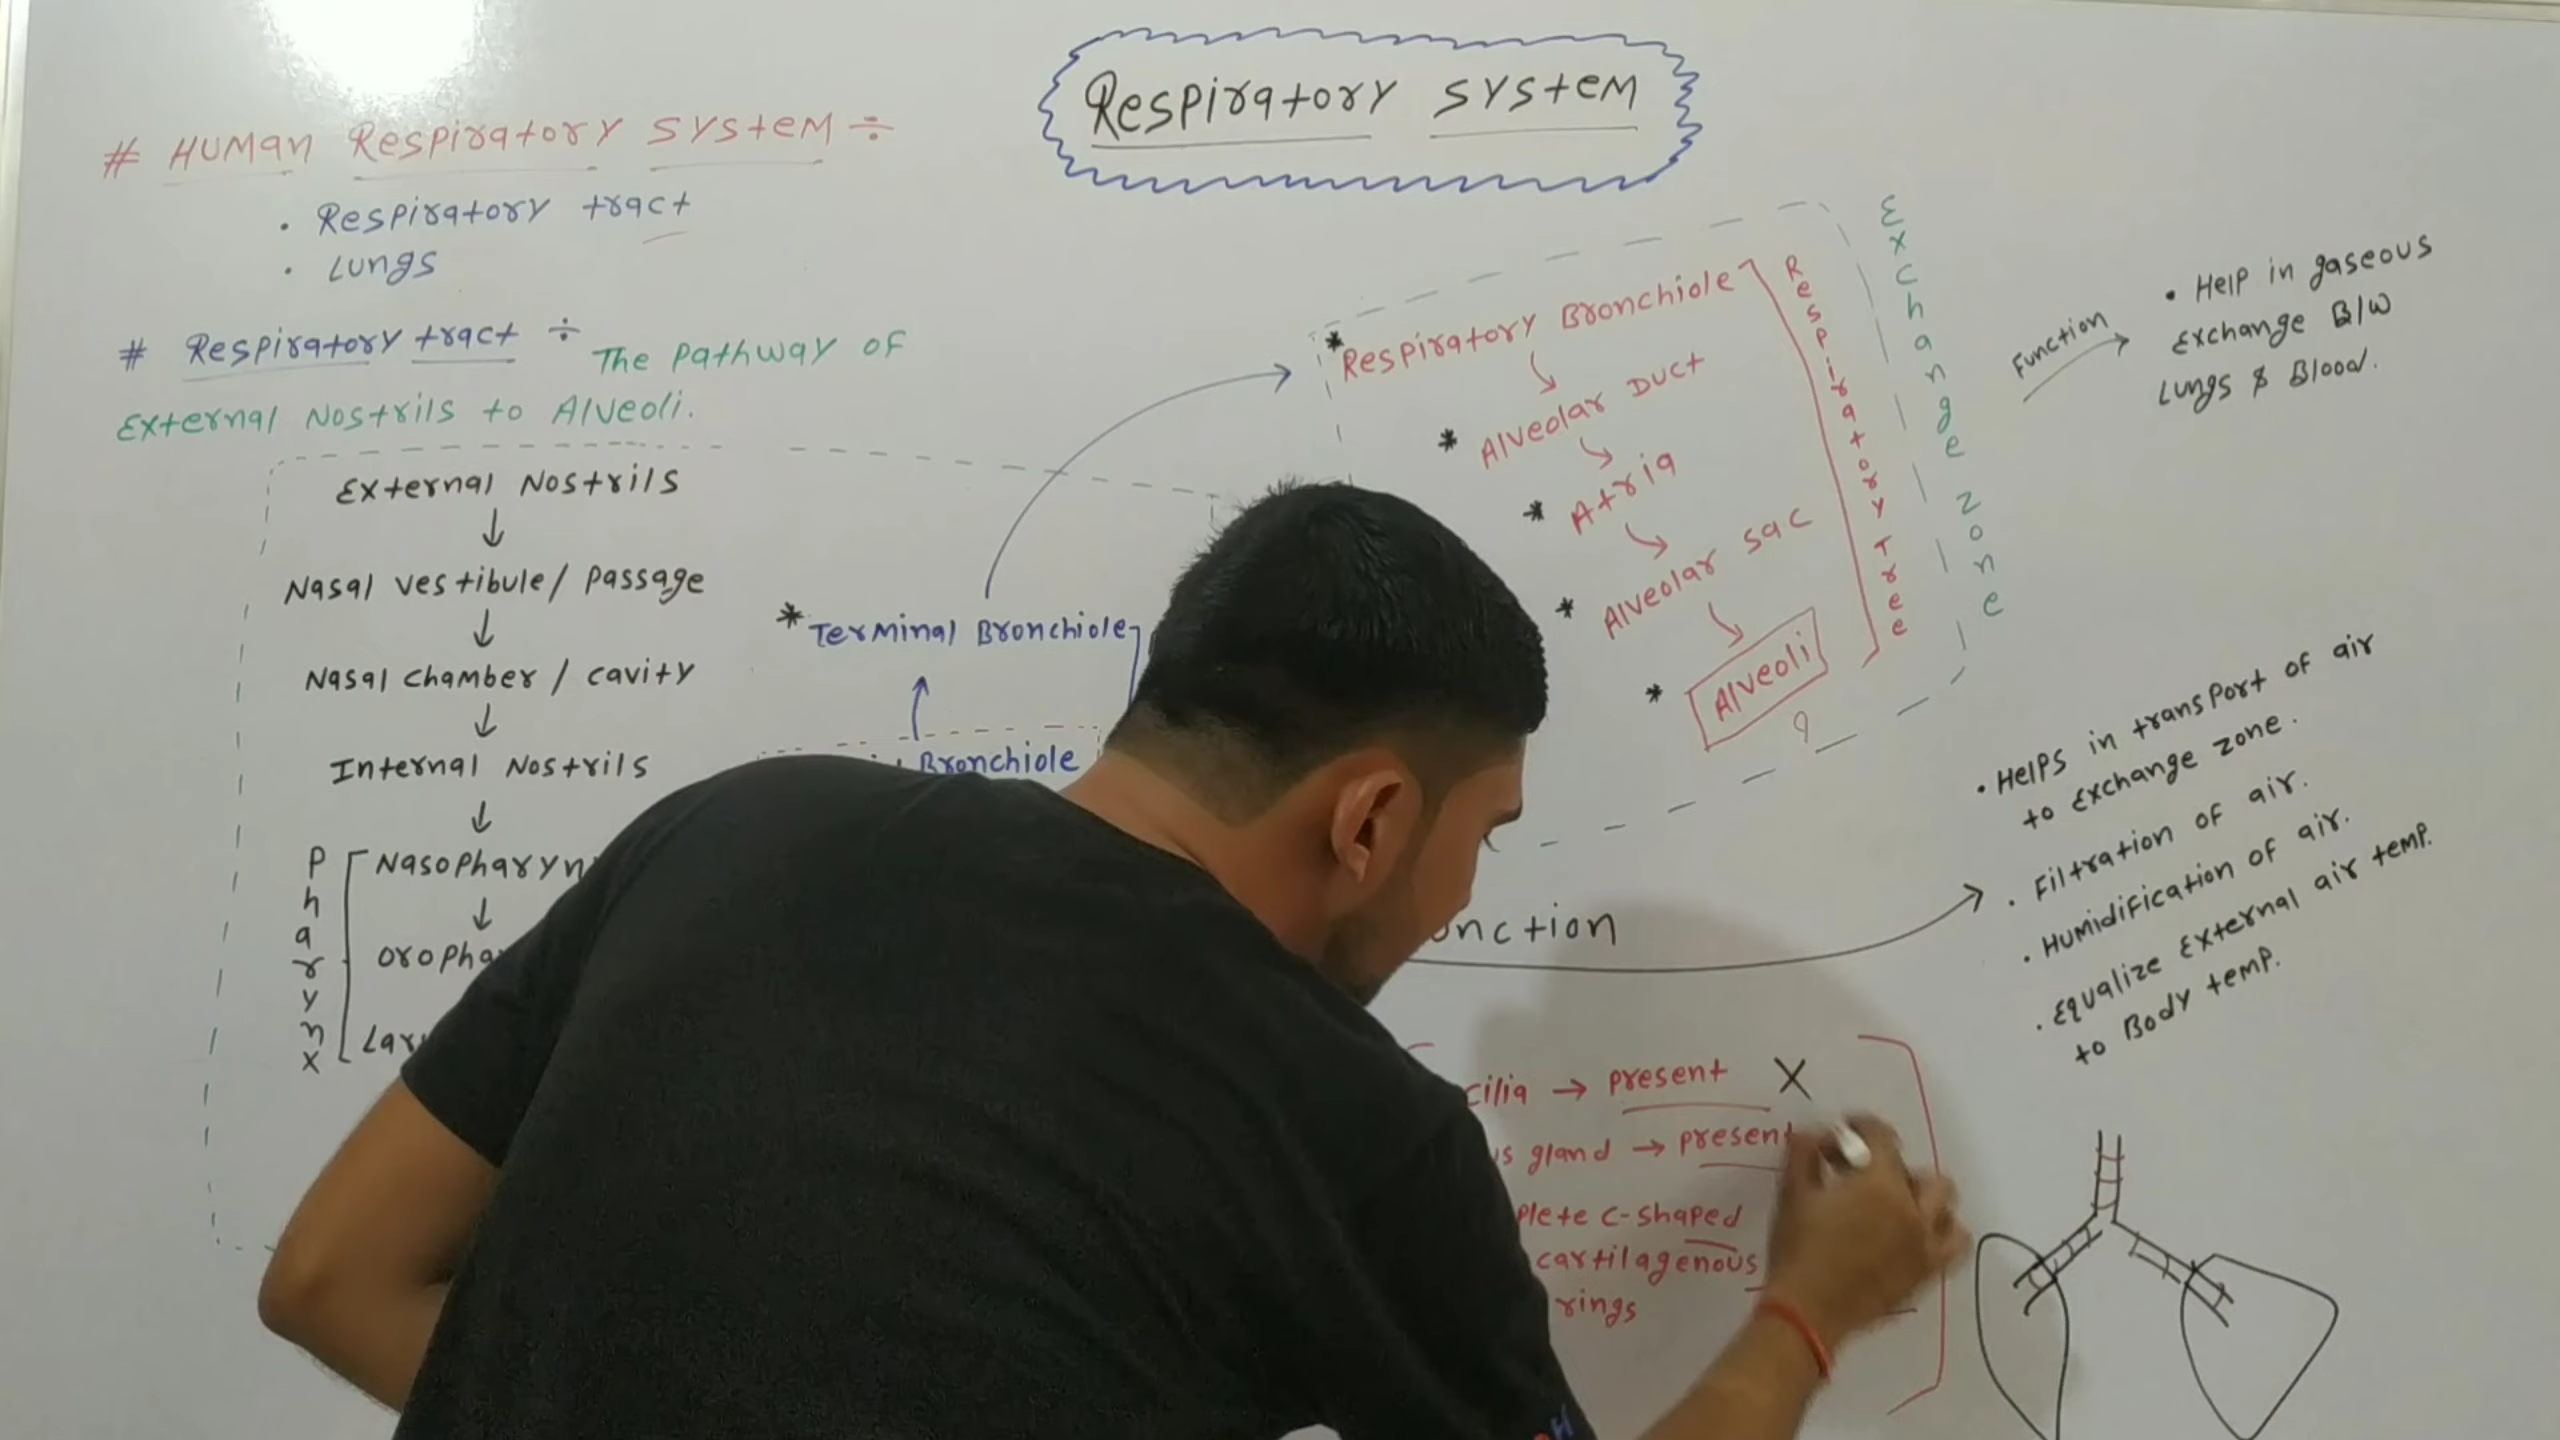 Respiratory system
# Human Respiratory system ÷
• Respiratory tract
• Lungs
# Respiratory tract ÷ The Pathway of
External Nostrils to Alveoli.
External Nostrils
↓
Nasal vestibule / Passage
↓
Nasal chamber / cavity
↓
Internal Nostrils
↓
Pharynx
Nasopharyn
↓
oropha
Lary
* Terminal Bronchiole
↑
Bronchiole
* Respiratory Bronchiole
* Alveolar Duct
* Atria
* Alveolar sac
* Alveoli
Respiratory Tree
Exchange Zone
Function
• Help in gaseous
exchange B/W
Lungs & Blood.
nction
• Helps in transport of air
to exchange zone.
• Filtration of air.
• Humidification of air.
• Equalize External air temp.
to Body temp.
cilia → present X
s gland → present
plete c-shaped
cartilagenous
rings